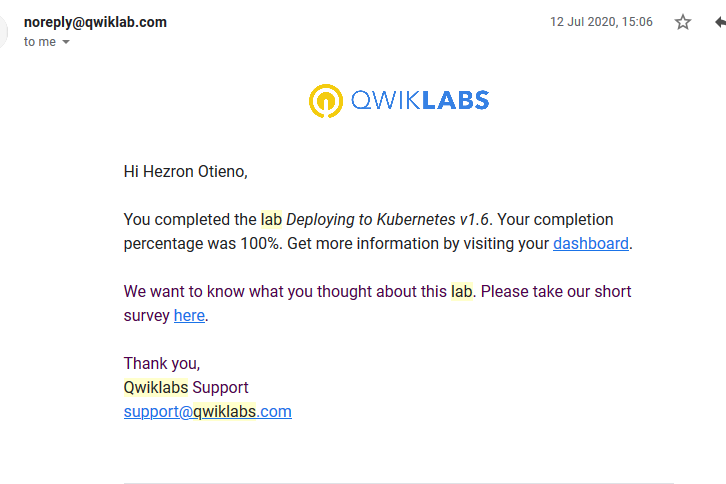 noreply@qwiklab.com
12 Jul 2020, 15:06
to me
QWIKLABS
Hi Hezron Otieno,
You completed the lab Deploying to Kubernetes v1.6. Your completion
percentage was 100%. Get more information by visiting your dashboard.
We want to know what you thought about this lab. Please take our short
survey here.
Thank you,
Qwiklabs Support
support@qwiklabs.com